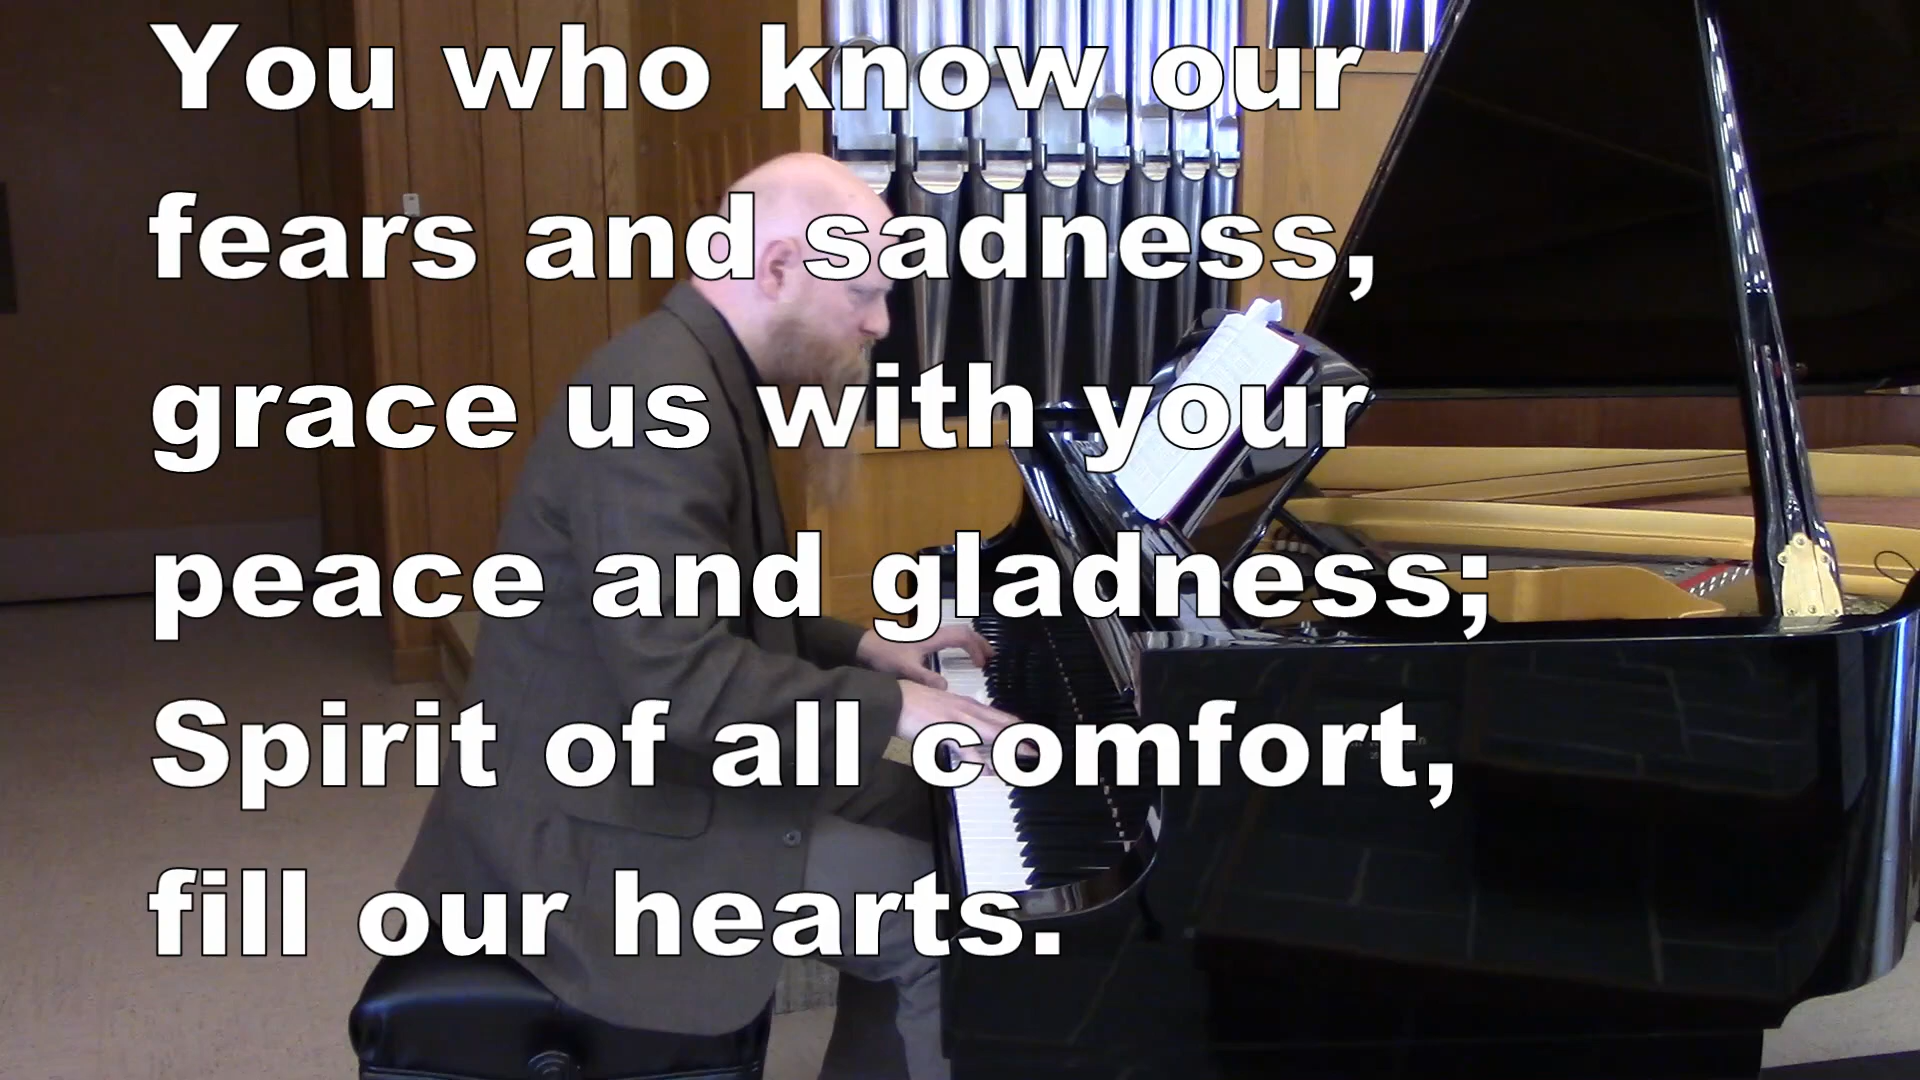 You who know our
fears and sadness,
grace us with your
peace and gladness;
Spirit of all comfort,
fill our hearts.